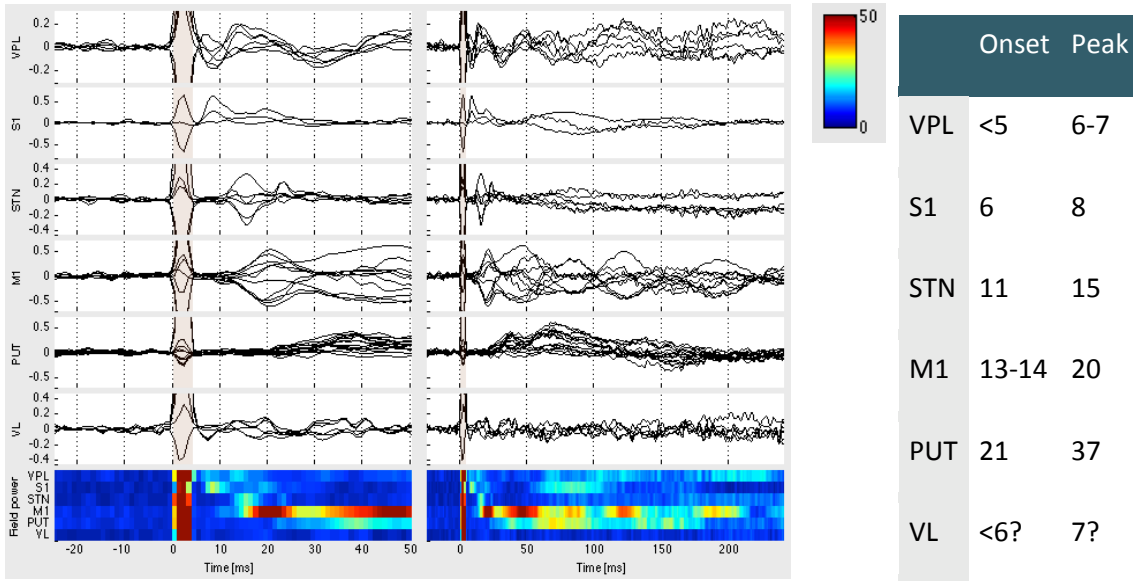 VPL
0.2
0
-0.2
S1
0.5
0
-0.5
STN
0.4
0.2
0
-0.2
-0.4
M1
0.5
0
-0.5
PUT
0.5
0
-0.5
VL
0.4
0.2
0
-0.2
-0.4
Field power
VPL
S1
STN
M1
PUT
VL
-20 -10 0 10 20 30 40 50
Time [ms]
0 50 100 150 200
Time [ms]
50
0
Onset Peak
VPL <5 6-7
S1 6 8
STN 11 15
M1 13-14 20
PUT 21 37
VL <6? 7?